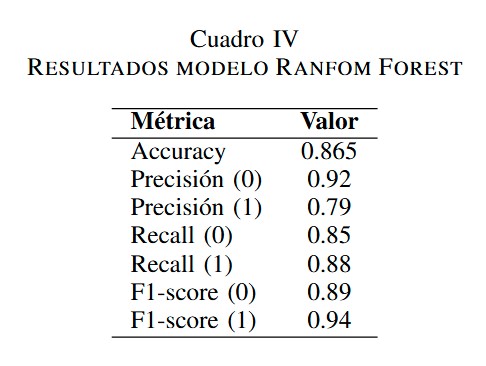 Cuadro IV
RESULTADOS MODELO RANFOM FOREST
Métrica Valor
Accuracy 0.865
Precisión (0) 0.92
Precisión (1) 0.79
Recall (0) 0.85
Recall (1) 0.88
F1-score (0) 0.89
F1-score (1) 0.94